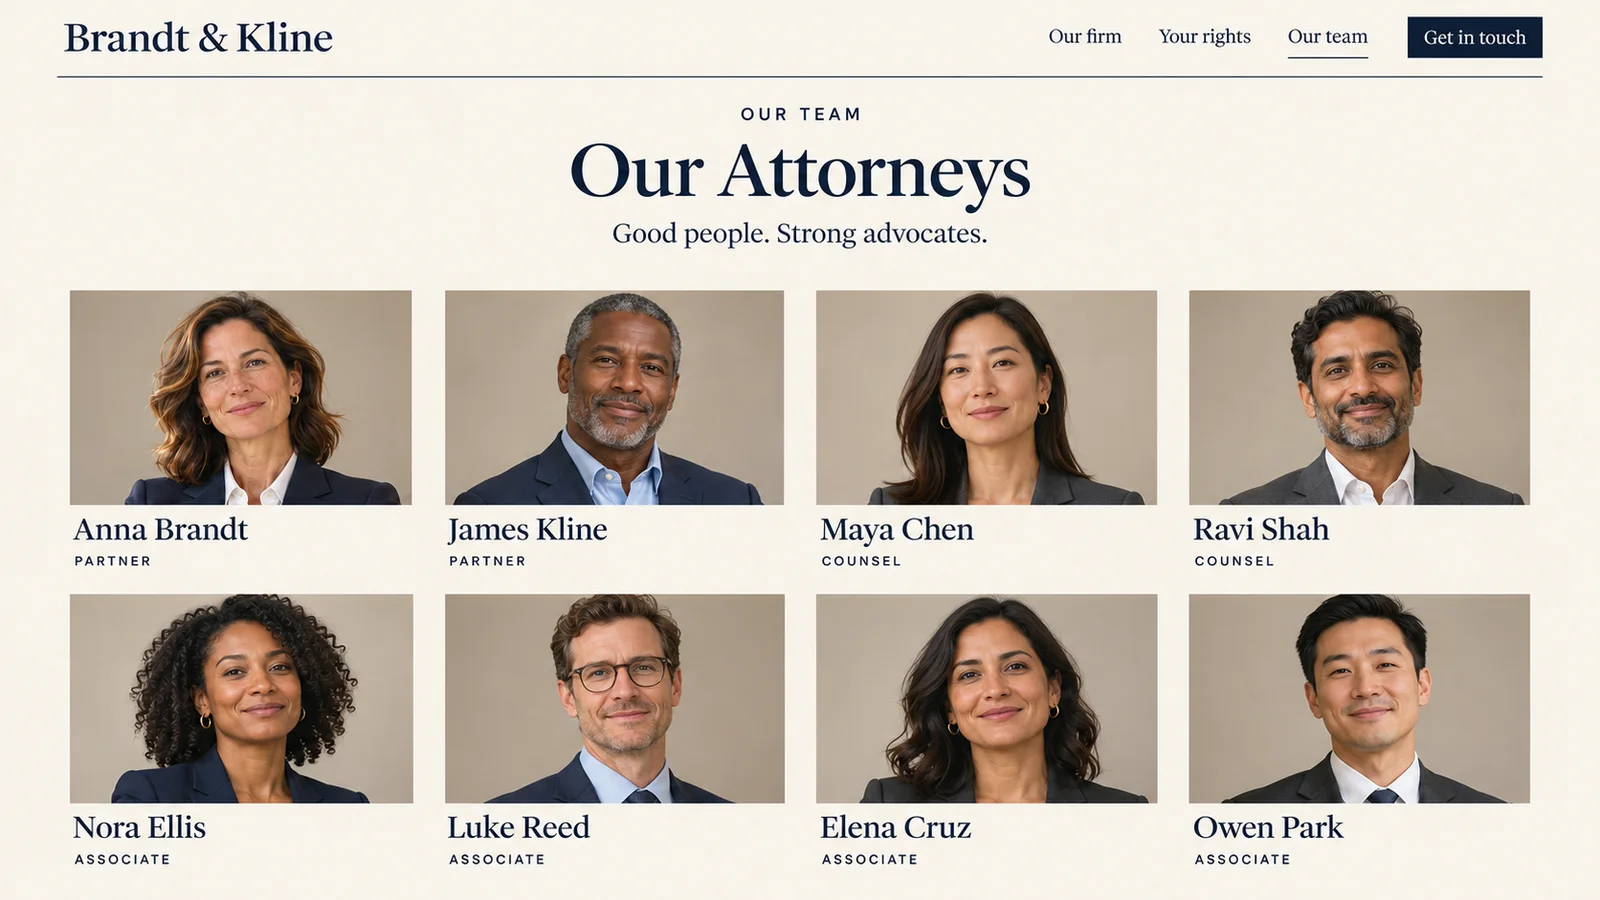 Brandt & Kline
Our firm
Your rights
Our team
Get in touch
OUR TEAM
Our Attorneys
Good people. Strong advocates.
Anna Brandt
PARTNER
James Kline
PARTNER
Maya Chen
COUNSEL
Ravi Shah
COUNSEL
Nora Ellis
ASSOCIATE
Luke Reed
ASSOCIATE
Elena Cruz
ASSOCIATE
Owen Park
ASSOCIATE